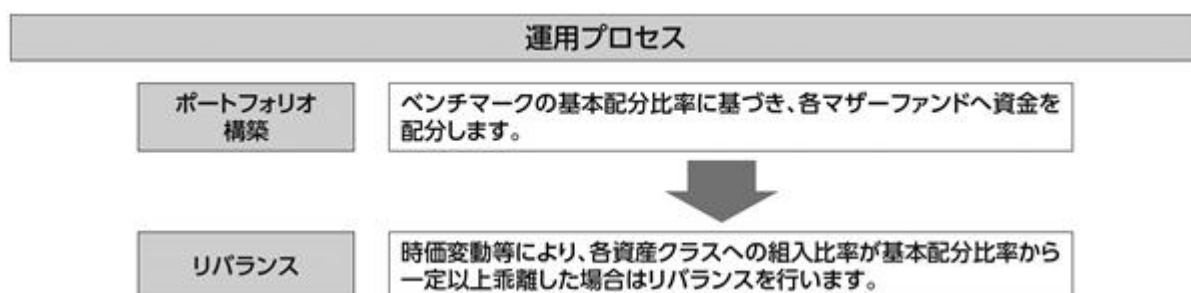 運用プロセス
ポートフォリオ
構築
ベンチマークの基本配分比率に基づき、各マザーファンドへ資金を
配分します。
リバランス
時価変動等により、各資産クラスへの組入比率が基本配分比率から
一定以上乖離した場合はリバランスを行います。